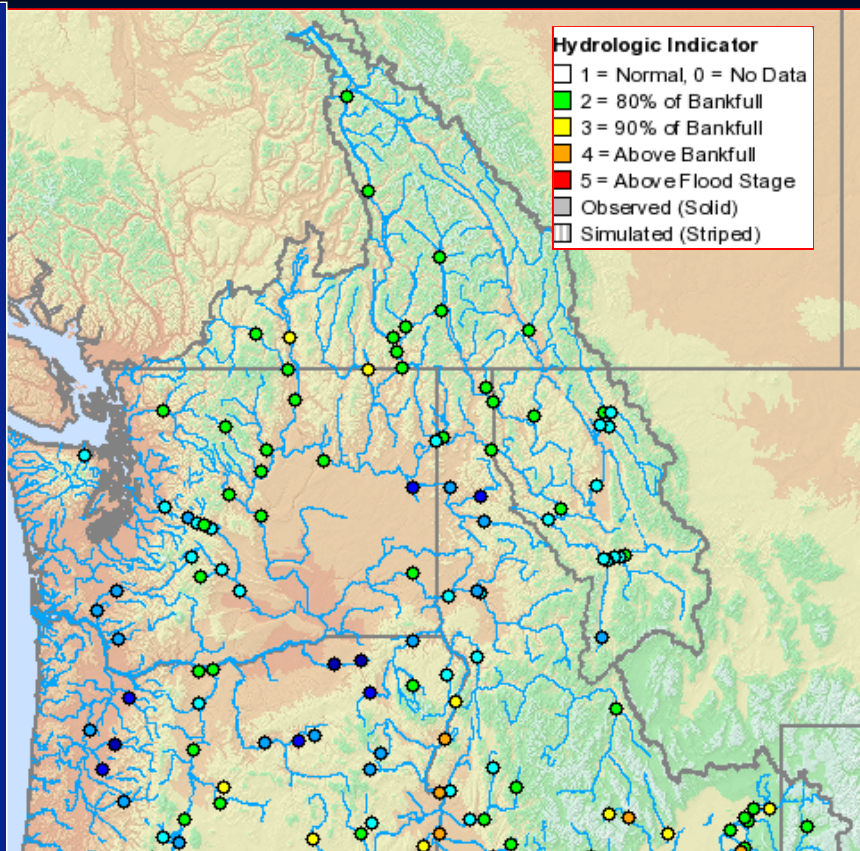 Hydrologic Indicator
1 = Normal, 0 = No Data
2 = 80% of Bankfull
3 = 90% of Bankfull
4 = Above Bankfull
5 = Above Flood Stage
Observed (Solid)
Simulated (Striped)